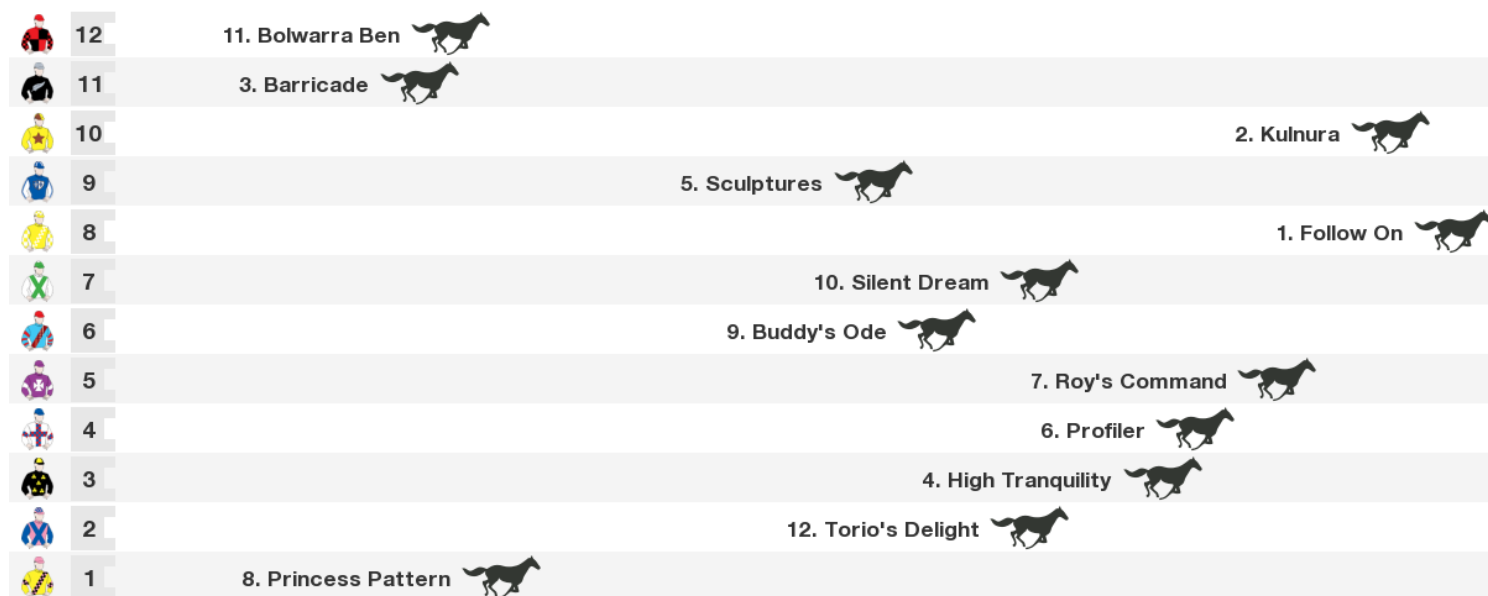 12 11. Bolwarra Ben
11 3. Barricade
10 2. Kulnura
9 5. Sculptures
8 1. Follow On
7 10. Silent Dream
6 9. Buddy's Ode
5 7. Roy's Command
4 6. Profiler
3 4. High Tranquility
2 12. Torio's Delight
1 8. Princess Pattern